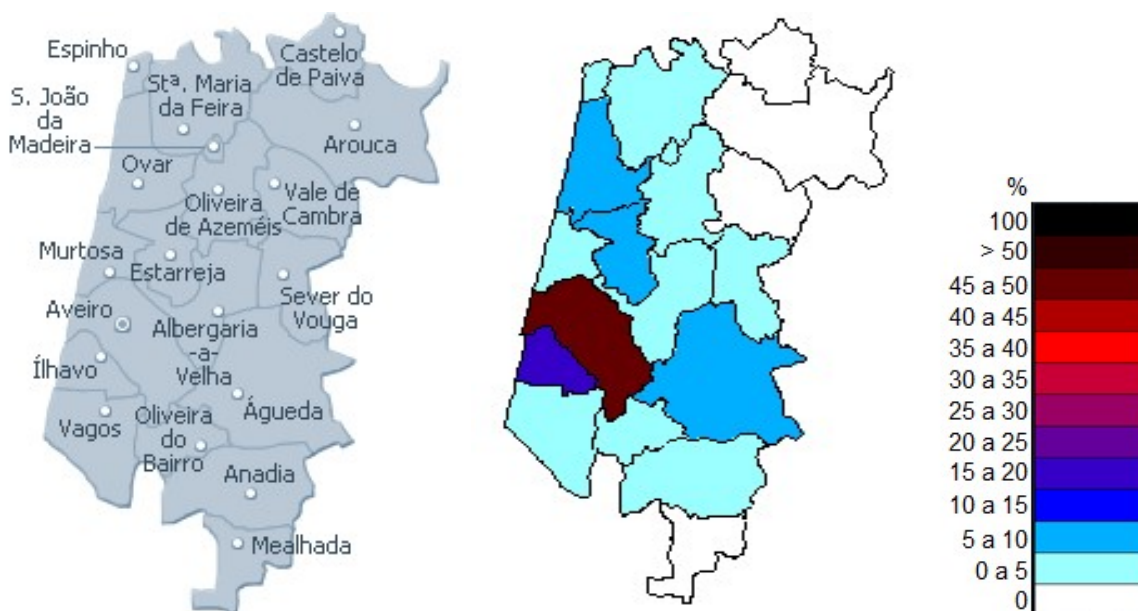 Espinho
Castelo
de Paiva
Stª. Maria
da Feira
S. João
da
Madeira
Arouca
Ovar
Vale de
Cambra
Oliveira
de Azeméis
Murtosa
Estarreja
Sever do
Vouga
Aveiro
Albergaria
-a-
Velha
Ílhavo
Águeda
Vagos
Oliveira
do
Bairro
Anadia
Mealhada
%
100
> 50
45 a 50
40 a 45
35 a 40
30 a 35
25 a 30
20 a 25
15 a 20
10 a 15
5 a 10
0 a 5
0